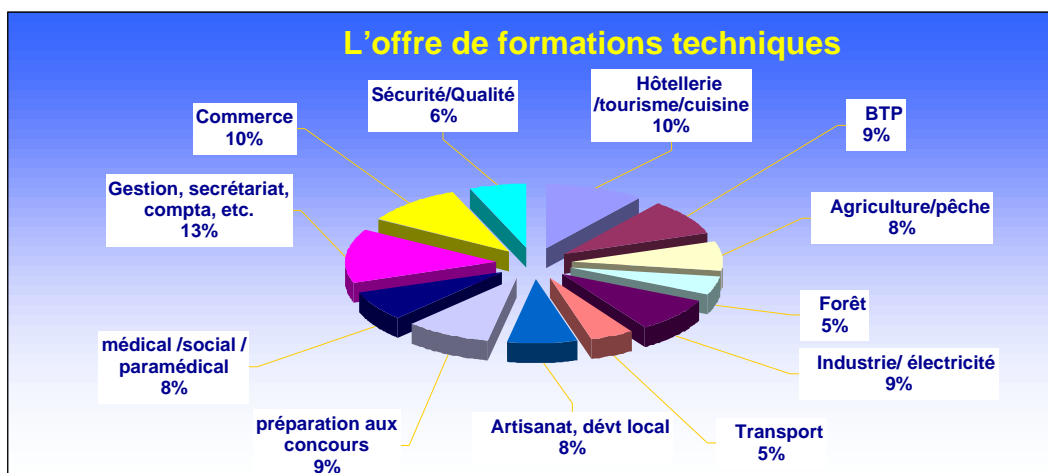 L'offre de formations techniques
Hôtellerie
/tourisme/cuisine
10%
BTP
9%
Agriculture/pêche
8%
Forêt
5%
Industrie/ électricité
9%
Transport
5%
Artisanat, dévt local
8%
préparation aux
concours
9%
médical /social /
paramédical
8%
Gestion, secrétariat,
compta, etc.
13%
Commerce
10%
Sécurité/Qualité
6%